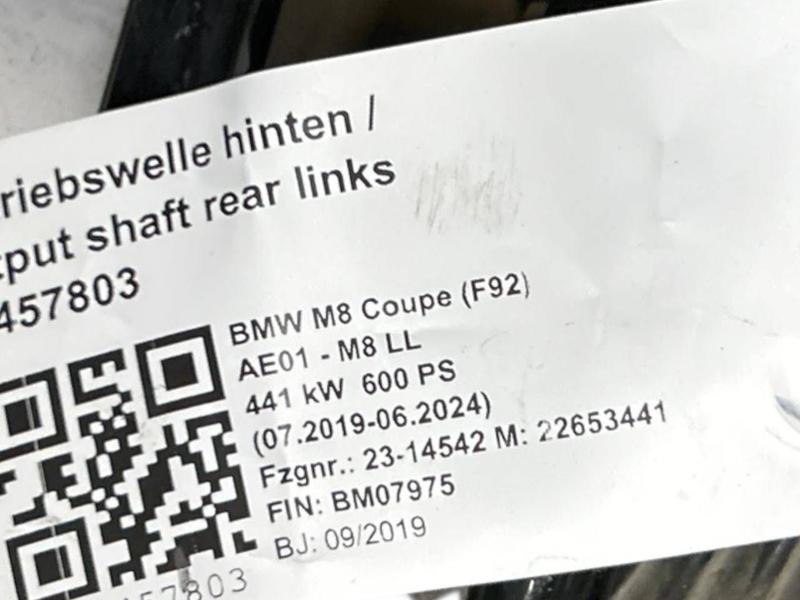 riebswelle hinten /
tput shaft rear links
457803
BMW M8 Coupe (F92)
AE01 - M8 LL
441 kW 600 PS
(07.2019-06.2024)
Fzgnr.: 23-14542 M: 22653441
FIN: BM07975
BJ: 09/2019
57803